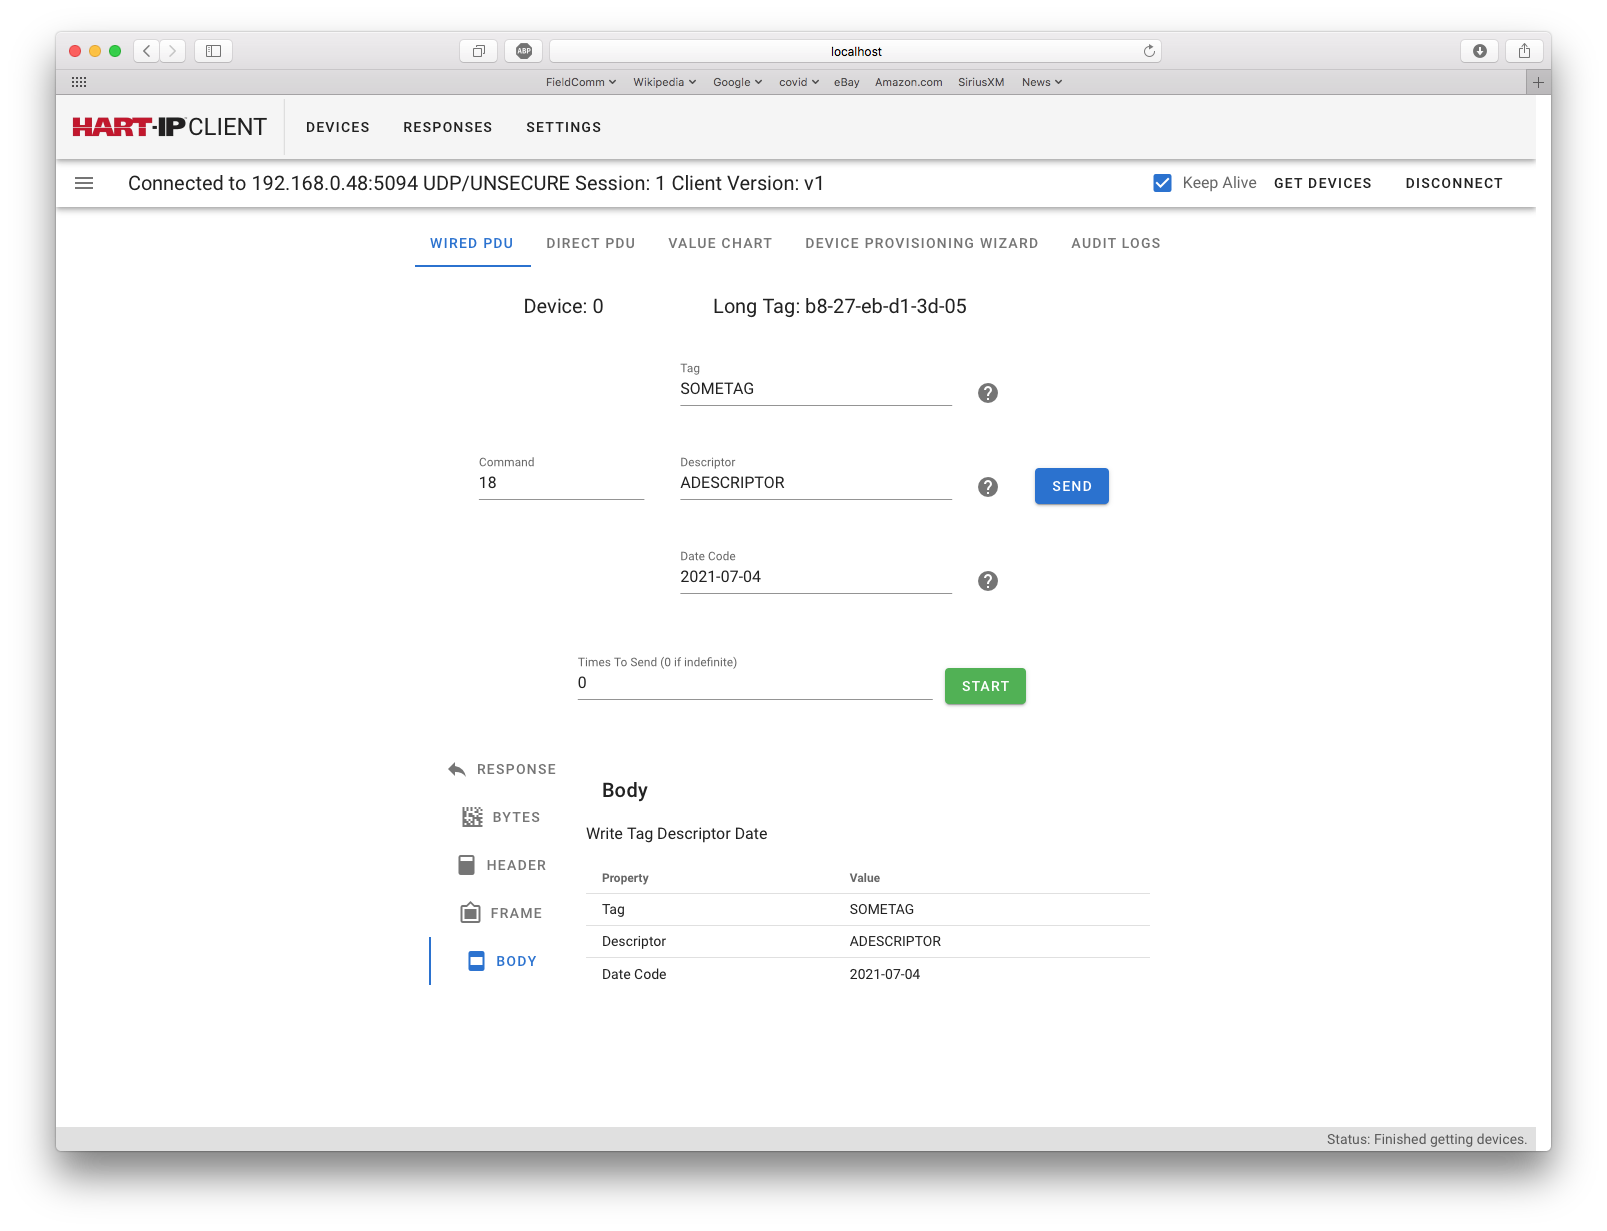 localhost
ABP
FieldComm Wikipedia Google covid eBay Amazon.com SiriusXM News
HART-IP CLIENT DEVICES RESPONSES SETTINGS
Connected to 192.168.0.48:5094 UDP/UNSECURE Session: 1 Client Version: v1 Keep Alive GET DEVICES DISCONNECT
WIRED PDU DIRECT PDU VALUE CHART DEVICE PROVISIONING WIZARD AUDIT LOGS
Device: 0 Long Tag: b8-27-eb-d1-3d-05
Tag
SOMETAG
Command Descriptor
18 ADESCRIPTOR SEND
Date Code
2021-07-04
Times To Send (0 if indefinite)
0 START
RESPONSE
BYTES
HEADER
FRAME
BODY
Body
Write Tag Descriptor Date
Property Value
Tag SOMETAG
Descriptor ADESCRIPTOR
Date Code 2021-07-04
Status: Finished getting devices.